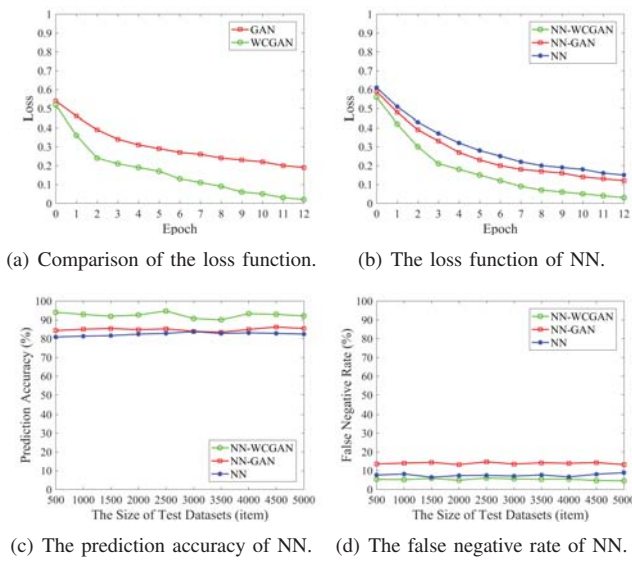 1
0.9
0.8
0.7
0.6
0.5
0.4
0.3
0.2
0.1
0
Loss
GAN
WCGAN
0 1 2 3 4 5 6 7 8 9 10 11 12
Epoch
(a) Comparison of the loss function.
1
0.9
0.8
0.7
0.6
0.5
0.4
0.3
0.2
0.1
0
Loss
NN-WCGAN
NN-GAN
NN
0 1 2 3 4 5 6 7 8 9 10 11 12
Epoch
(b) The loss function of NN.
100
90
80
70
60
50
40
30
20
10
0
Prediction Accuracy (%)
NN-WCGAN
NN-GAN
NN
500 1000 1500 2000 2500 3000 3500 4000 4500 5000
The Size of Test Datasets (item)
(c) The prediction accuracy of NN.
100
90
80
70
60
50
40
30
20
10
0
False Negative Rate (%)
NN-WCGAN
NN-GAN
NN
500 1000 1500 2000 2500 3000 3500 4000 4500 5000
The Size of Test Datasets (item)
(d) The false negative rate of NN.